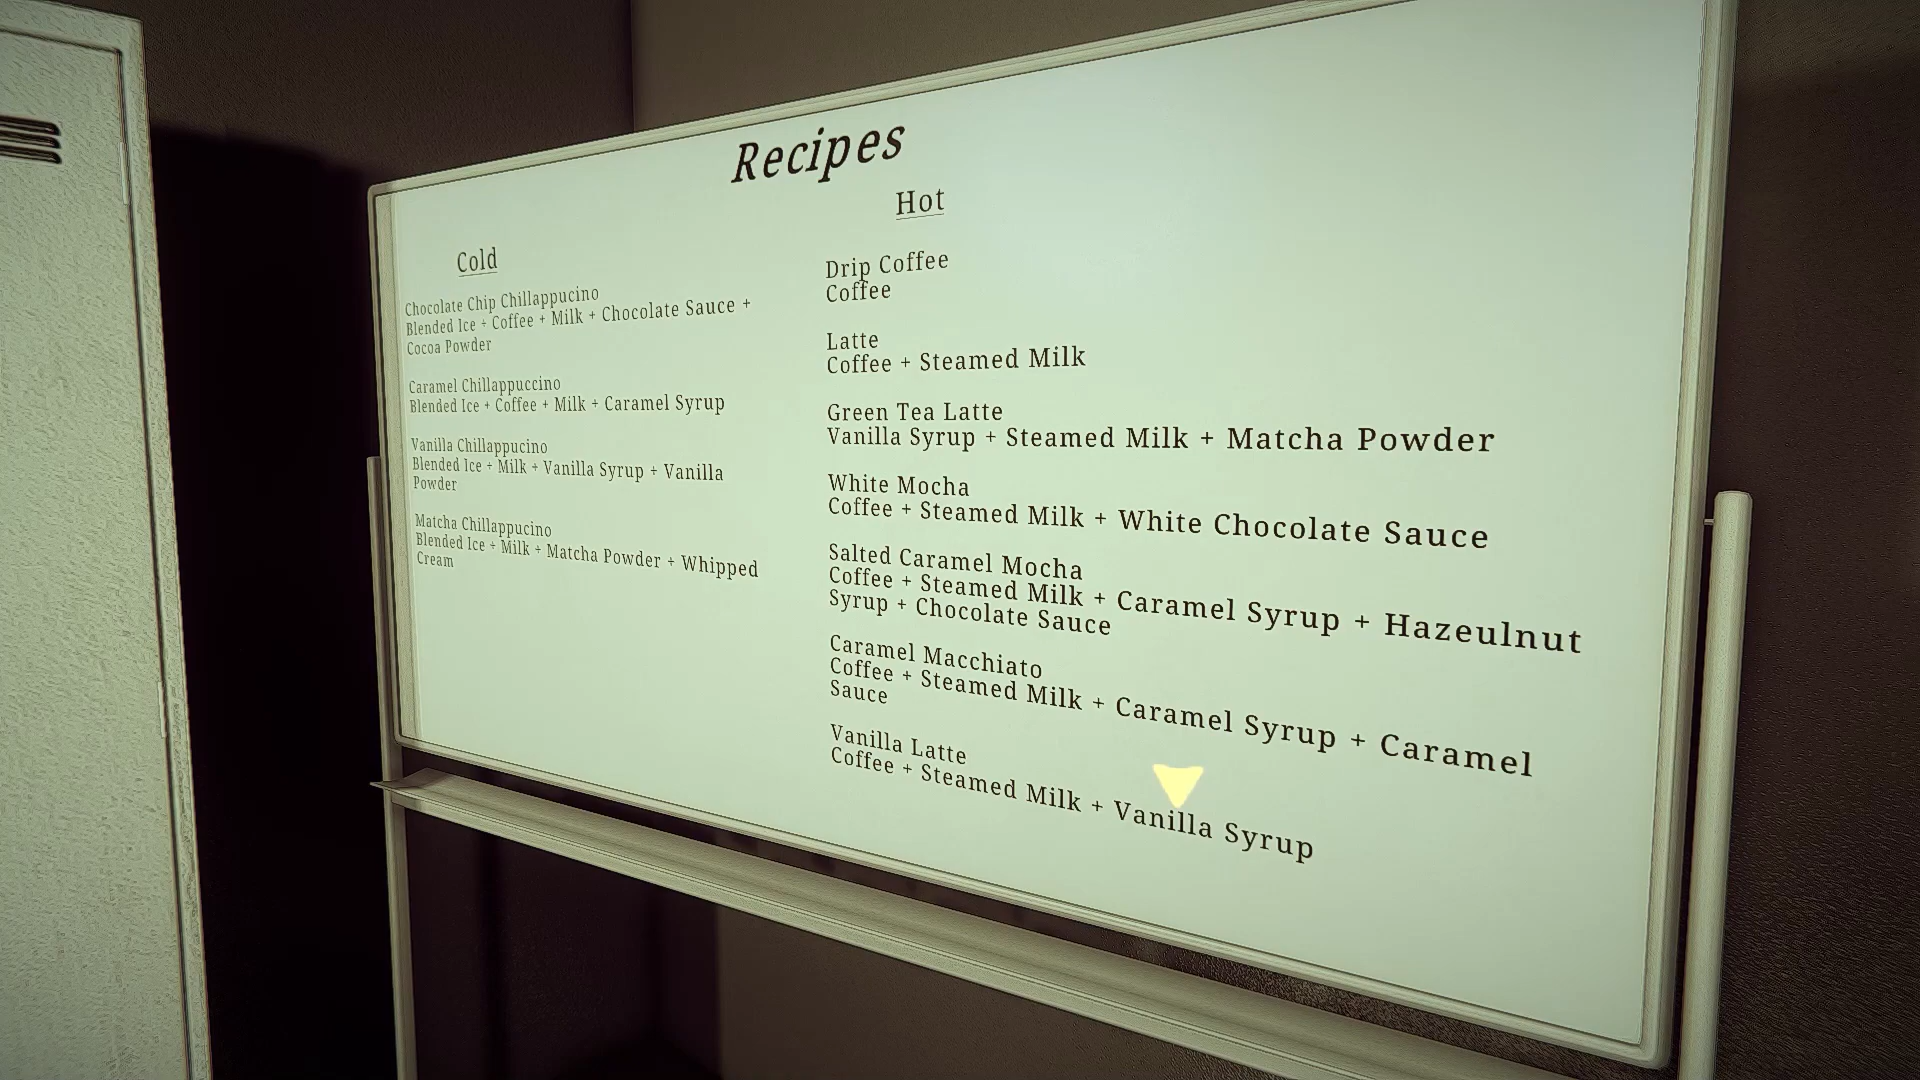 Recipes
Cold
Chocolate Chip Chillappucino
Blended Ice + Coffee + Milk + Chocolate Sauce +
Cocoa Powder
Caramel Chillappuccino
Blended Ice + Coffee + Milk + Caramel Syrup
Vanilla Chillappucino
Blended Ice + Milk + Vanilla Syrup + Vanilla
Powder
Matcha Chillappucino
Blended Ice + Milk + Matcha Powder + Whipped
Cream
Hot
Drip Coffee
Coffee
Latte
Coffee + Steamed Milk
Green Tea Latte
Vanilla Syrup + Steamed Milk + Matcha Powder
White Mocha
Coffee + Steamed Milk + White Chocolate Sauce
Salted Caramel Mocha
Coffee + Steamed Milk + Caramel Syrup + Hazeulnut
Syrup + Chocolate Sauce
Caramel Macchiato
Coffee + Steamed Milk + Caramel Syrup + Caramel
Sauce
Vanilla Latte
Coffee + Steamed Milk + Vanilla Syrup